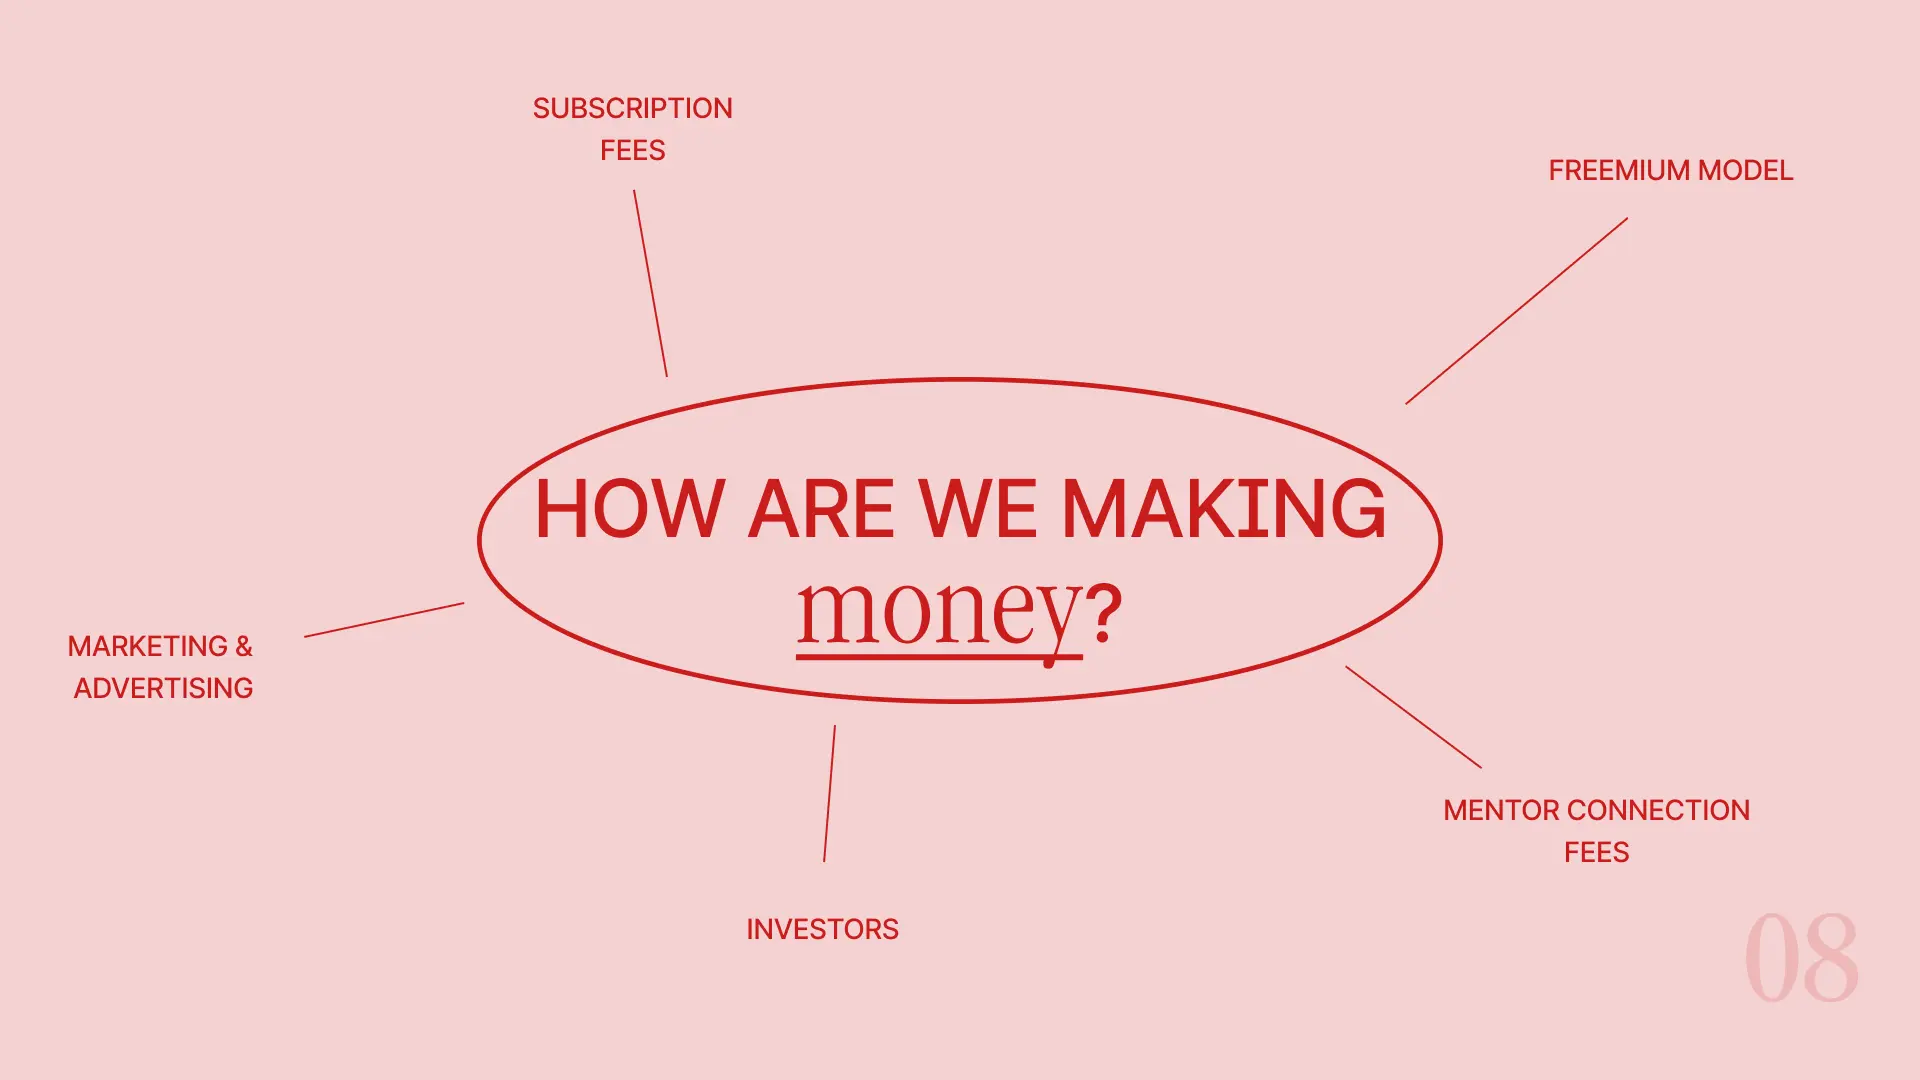 SUBSCRIPTION
FEES
FREEMIUM MODEL
HOW ARE WE MAKING
money?
MARKETING &
ADVERTISING
MENTOR CONNECTION
FEES
INVESTORS
08